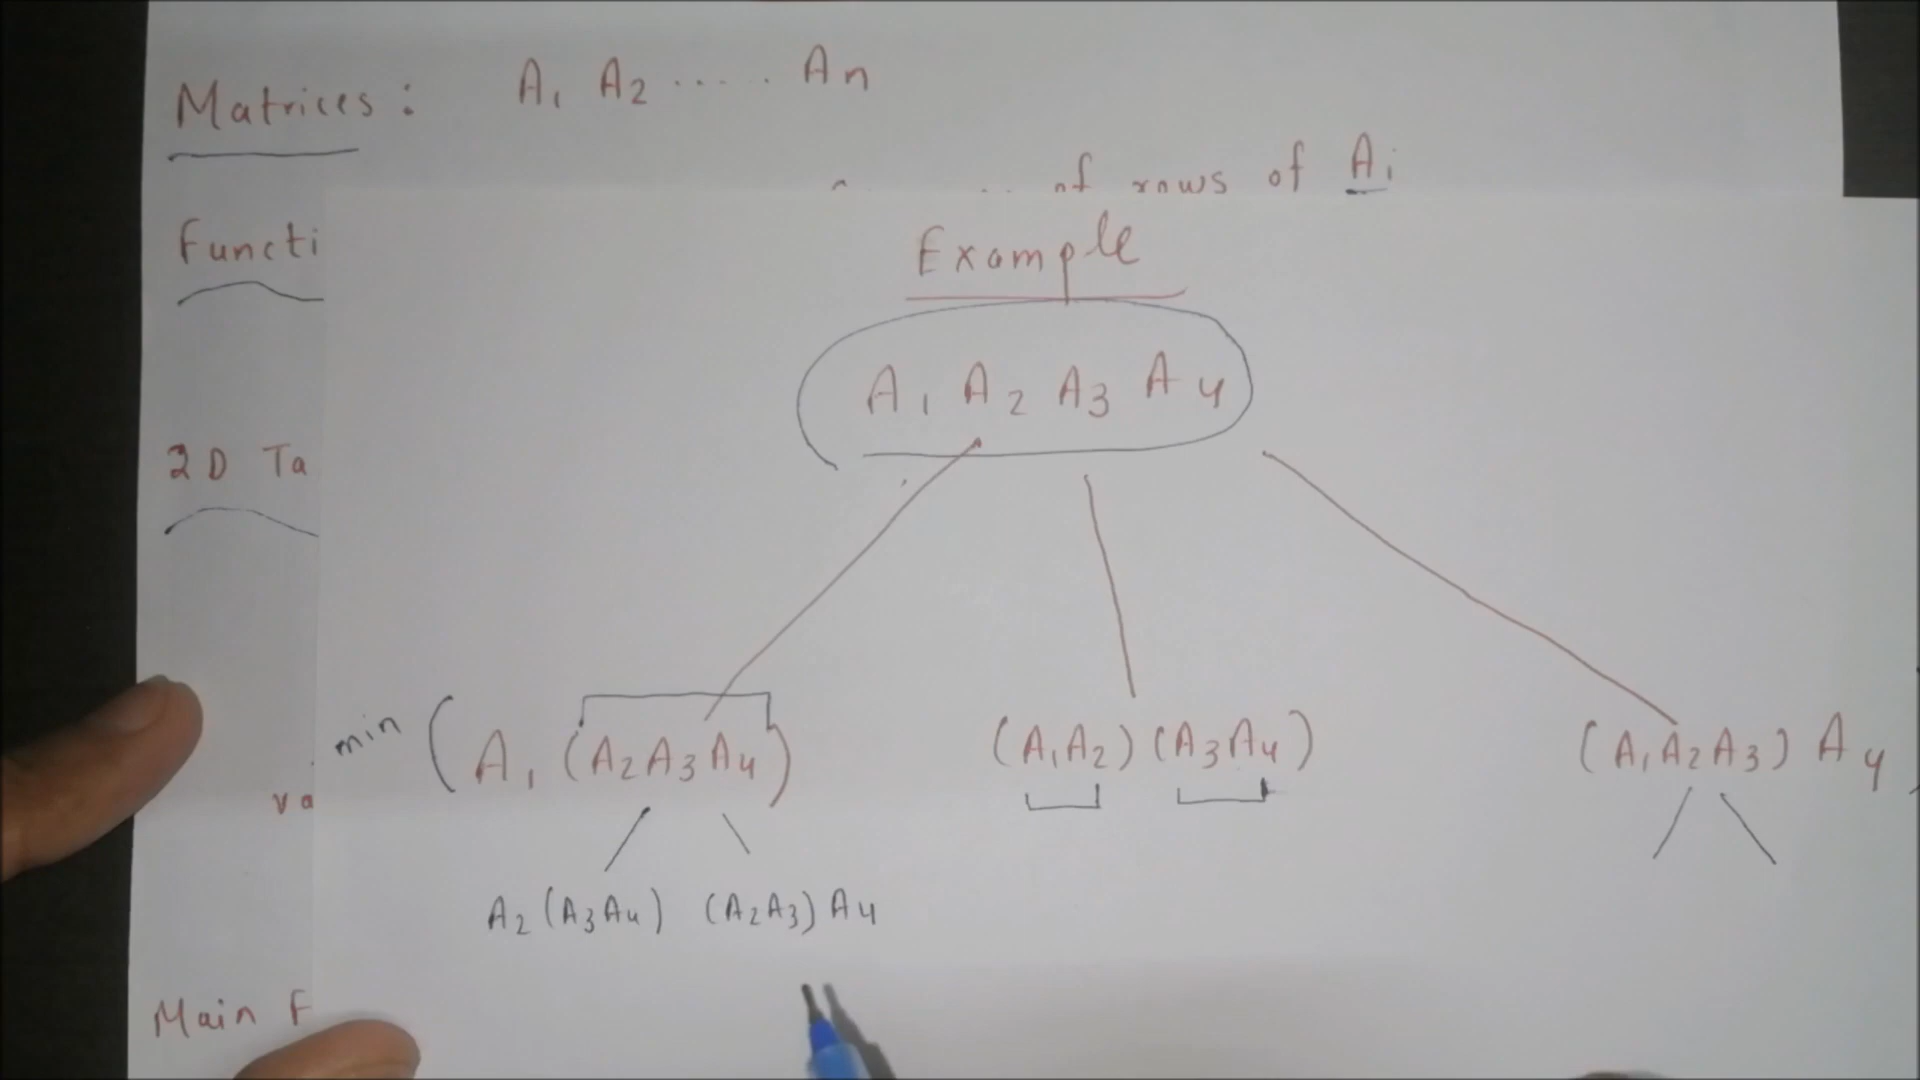 Matrices : A1 A2 ..... An
of rows of Ai
Functi
Example
A1 A2 A3 A4
2D Ta
min (A1 (A2A3A4) (A1A2) (A3A4) (A1A2A3) A4
va
A2 (A3A4) (A2A3) A4
Main F